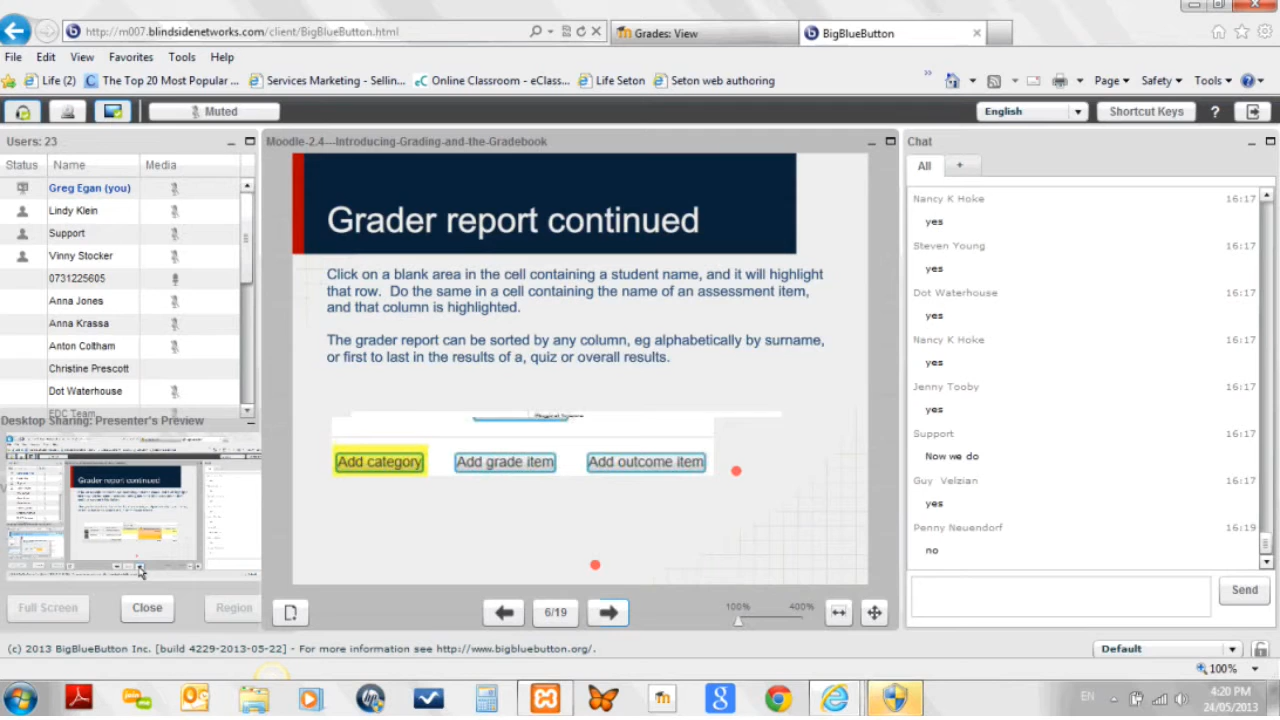 http://m007.blindsidenetworks.com/client/BigBlueButton.html
Grades: View
BigBlueButton
File Edit View Favorites Tools Help
Life (2) The Top 20 Most Popular ... Services Marketing - Sellin... Online Classroom - eClass... Life Seton Seton web authoring
Page Safety Tools
Muted
English
Shortcut Keys
?
Users: 23
Status Name Media
Greg Egan (you)
Lindy Klein
Support
Vinny Stocker
0731225605
Anna Jones
Anna Krassa
Anton Coltham
Christine Prescott
Dot Waterhouse
EDC Team
Desktop Sharing: Presenter's Preview
Grader report continued
Full Screen
Close
Region
Moodle-2.4---Introducing-Grading-and-the-Gradebook
Grader report continued
Click on a blank area in the cell containing a student name, and it will highlight
that row. Do the same in a cell containing the name of an assessment item,
and that column is highlighted.
The grader report can be sorted by any column, eg alphabetically by surname,
or first to last in the results of a, quiz or overall results.
Add category
Add grade item
Add outcome item
6/19
100%
400%
Chat
All
+
Nancy K Hoke 16:17
yes
Steven Young 16:17
yes
Dot Waterhouse 16:17
yes
Nancy K Hoke 16:17
yes
Jenny Tooby 16:17
yes
Support 16:17
Now we do
Guy Velzian 16:17
yes
Penny Neuendorf 16:19
no
Send
(c) 2013 BigBlueButton Inc. [build 4229-2013-05-22] - For more information see http://www.bigbluebutton.org/.
Default
100%
EN
4:20 PM
24/05/2013